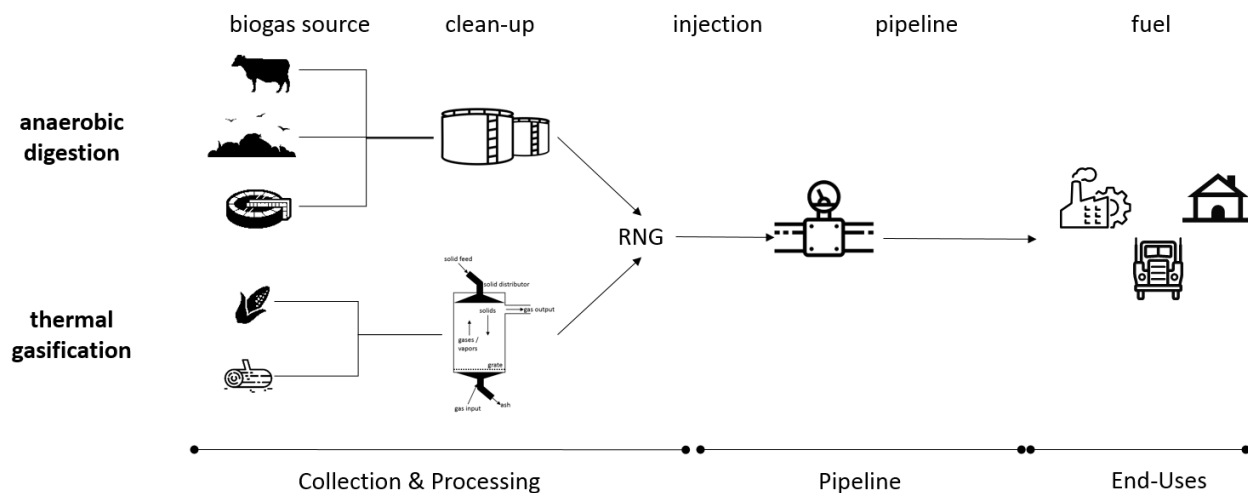 biogas source
clean-up
injection
pipeline
fuel
anaerobic
digestion
RNG
thermal
gasification
solid feed
solid distributor
solids
gas output
gases /
vapors
grate
gas input
ash
Collection & Processing
Pipeline
End-Uses